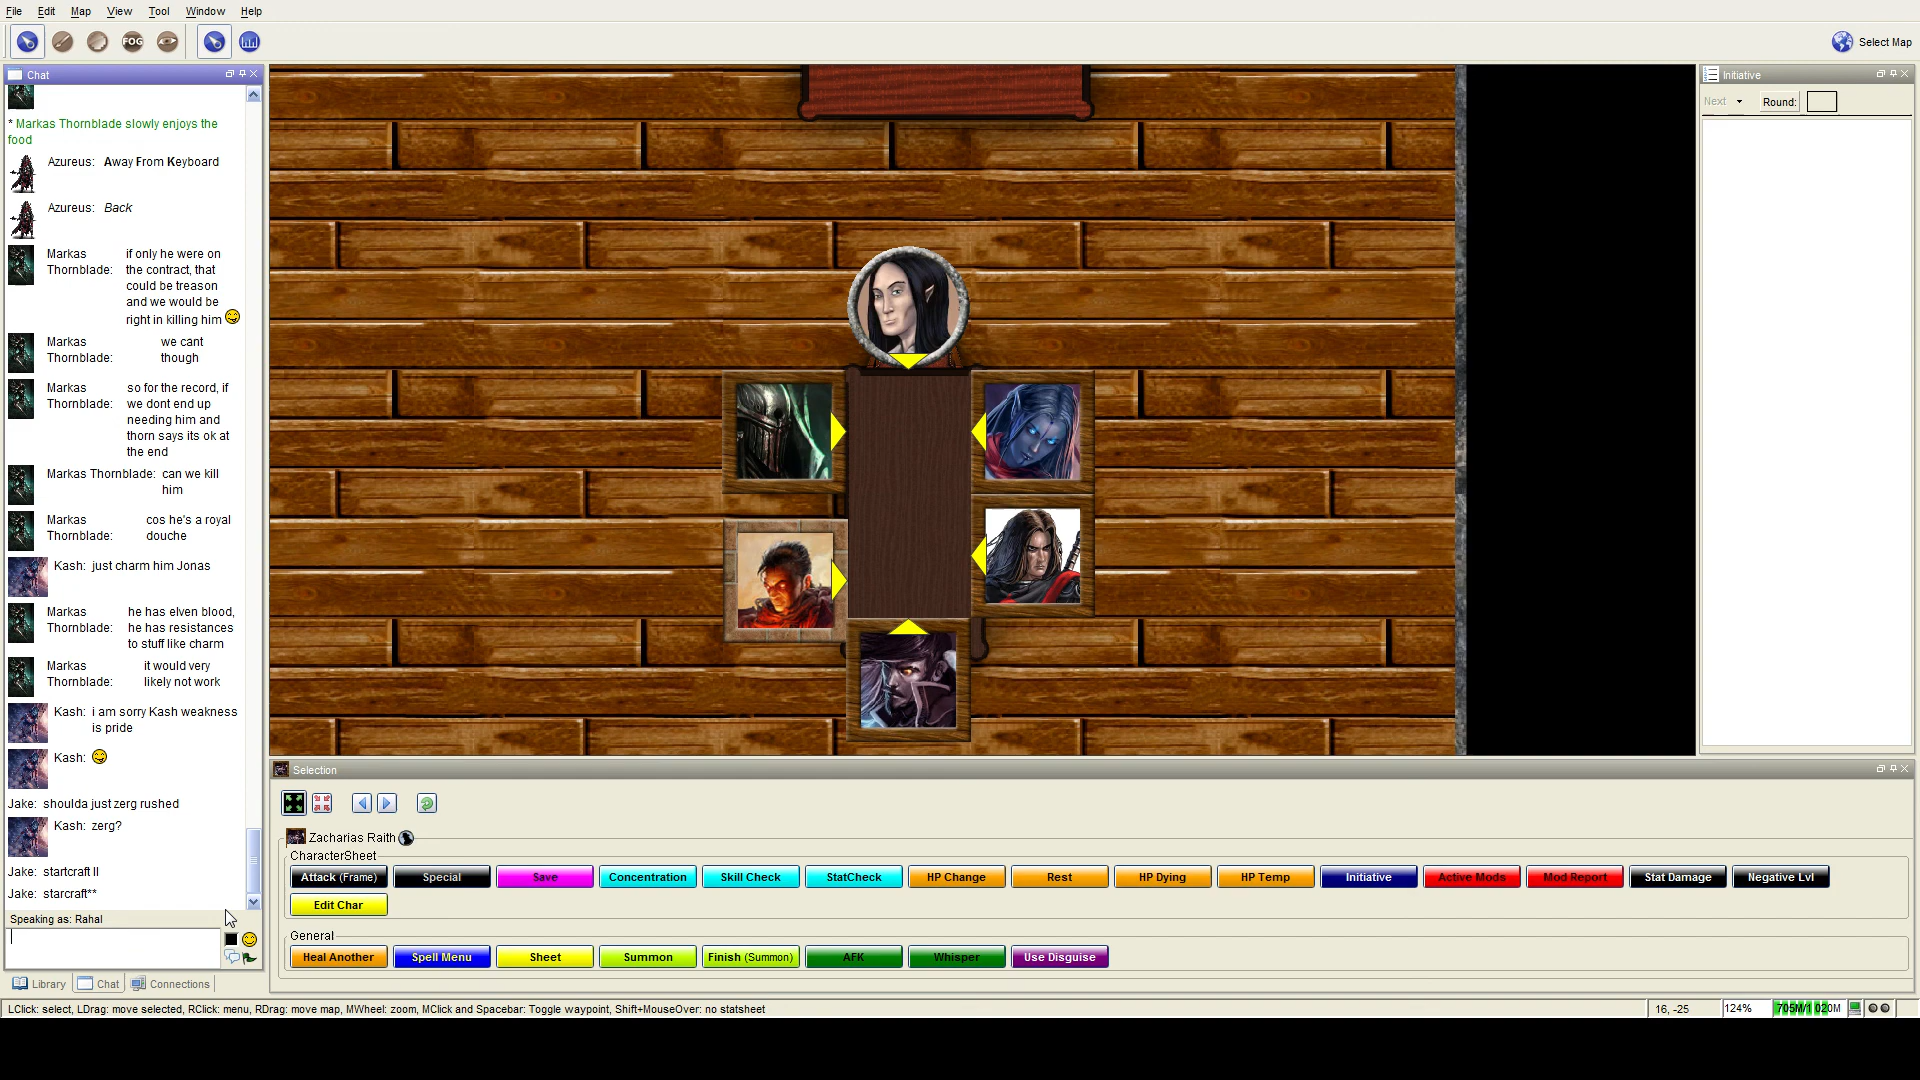 File Edit Map View Tool Window Help
FOG
Select Map
Chat
* Markas Thornblade slowly enjoys the
food
Azureus: Away From Keyboard
Azureus: Back
Markas Thornblade: if only he were on
the contract, that
could be treason
and we would be
right in killing him
Markas Thornblade: we cant
though
Markas Thornblade: so for the record, if
we dont end up
needing him and
thorn says its ok at
the end
Markas Thornblade: can we kill
him
Markas Thornblade: cos he's a royal
douche
Kash: just charm him Jonas
Markas Thornblade: he has elven blood,
he has resistances
to stuff like charm
Markas Thornblade: it would very
likely not work
Kash: i am sorry Kash weakness
is pride
Kash:
Jake: shoulda just zerg rushed
Kash: zerg?
Jake: startcraft II
Jake: starcraft**
Speaking as: Rahal
Library Chat Connections
Initiative
Next Round:
Selection
Zacharias Raith
CharacterSheet
Attack (Frame) Special Save Concentration Skill Check StatCheck HP Change Rest HP Dying HP Temp Initiative Active Mods Mod Report Stat Damage Negative Lvl
Edit Char
General
Heal Another Spell Menu Sheet Summon Finish (Summon) AFK Whisper Use Disguise
LClick: select, LDrag: move selected, RClick: menu, RDrag: move map, MWheel: zoom, MClick and Spacebar: Toggle waypoint, Shift+MouseOver: no statsheet
16, -25 124% 705M/1 020M